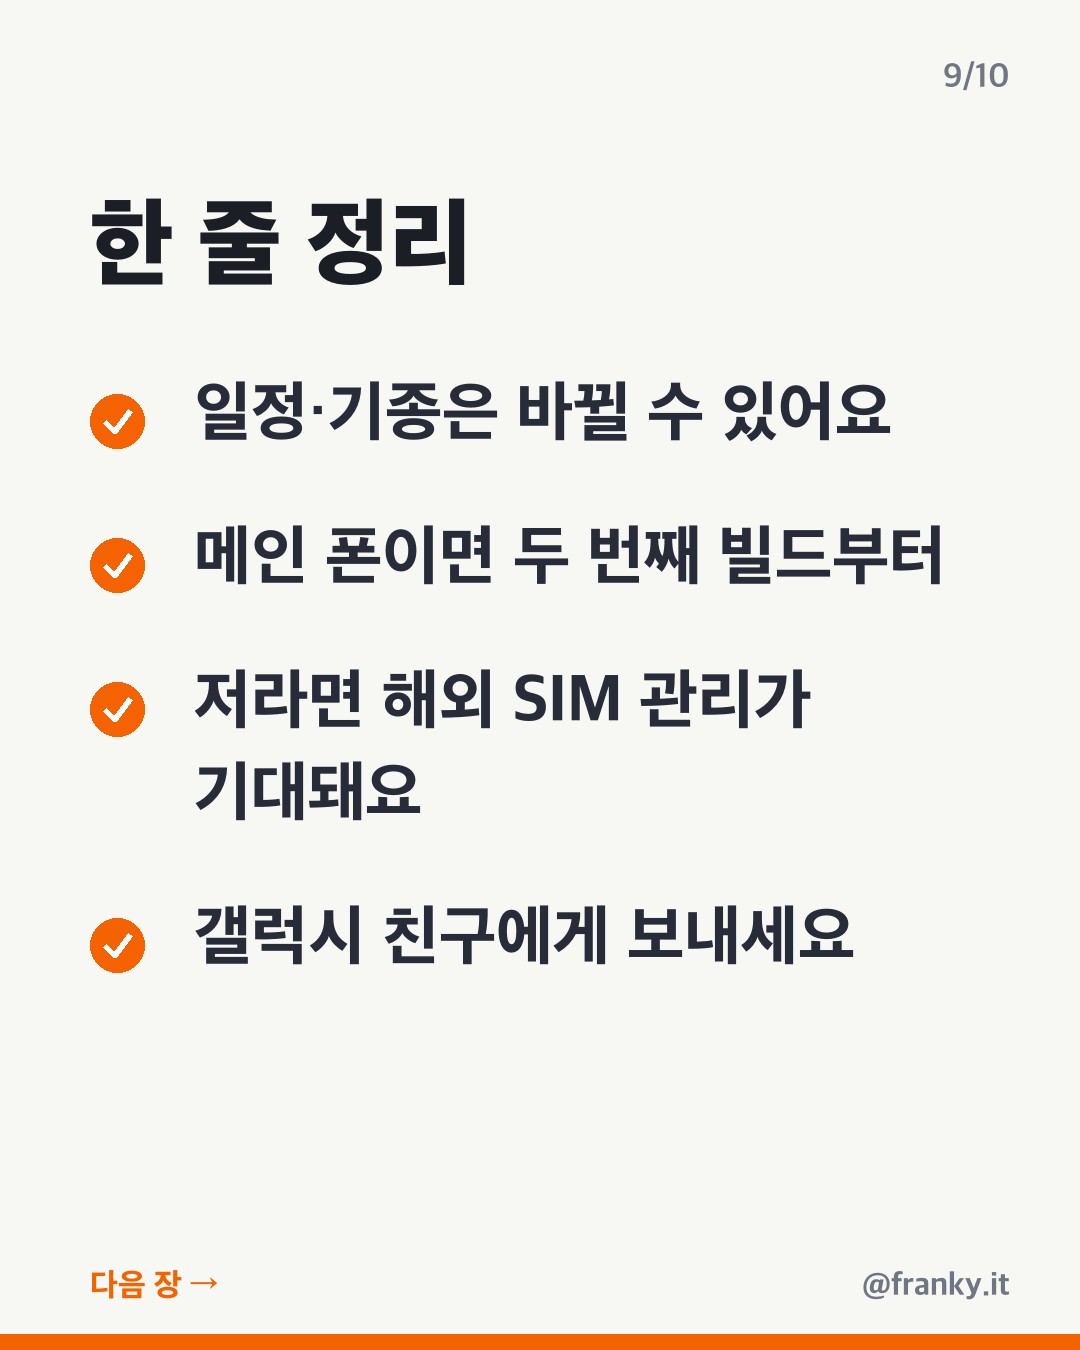 9/10
한 줄 정리
일정·기종은 바뀔 수 있어요
메인 폰이면 두 번째 빌드부터
저라면 해외 SIM 관리가
기대돼요
갤럭시 친구에게 보내세요
다음 장 →
@franky.it